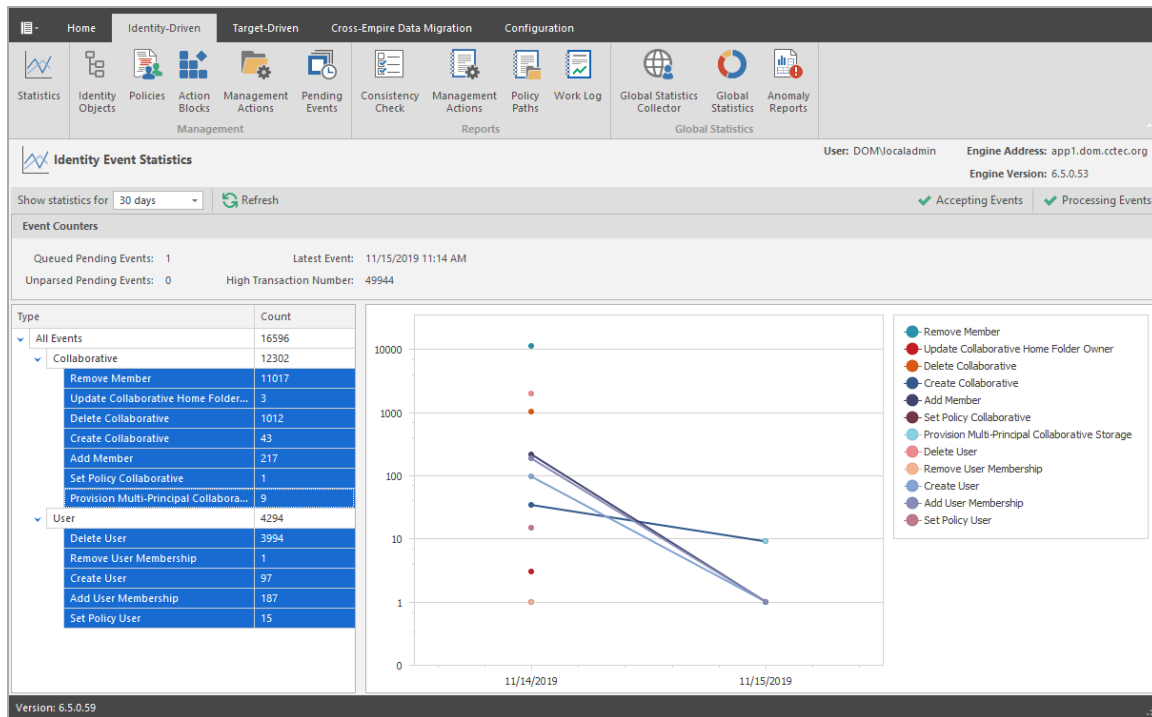 Home Identity-Driven Target-Driven Cross-Empire Data Migration Configuration
Statistics
Identity Objects
Policies
Action Blocks
Management Actions
Pending Events
Management
Consistency Check
Management Actions
Policy Paths
Work Log
Reports
Global Statistics Collector
Global Statistics
Anomaly Reports
Global Statistics
Identity Event Statistics
User: DOM\localadmin Engine Address: app1.dom.cctec.org
Engine Version: 6.5.0.53
Show statistics for 30 days Refresh Accepting Events Processing Events
Event Counters
Queued Pending Events: 1 Latest Event: 11/15/2019 11:14 AM
Unparsed Pending Events: 0 High Transaction Number: 49944
Type Count
All Events 16596
Collaborative 12302
Remove Member 11017
Update Collaborative Home Folder... 3
Delete Collaborative 1012
Create Collaborative 43
Add Member 217
Set Policy Collaborative 1
Provision Multi-Principal Collabora... 9
User 4294
Delete User 3994
Remove User Membership 1
Create User 97
Add User Membership 187
Set Policy User 15
10000
1000
100
10
1
0
11/14/2019 11/15/2019
Remove Member
Update Collaborative Home Folder Owner
Delete Collaborative
Create Collaborative
Add Member
Set Policy Collaborative
Provision Multi-Principal Collaborative Storage
Delete User
Remove User Membership
Create User
Add User Membership
Set Policy User
Version: 6.5.0.59